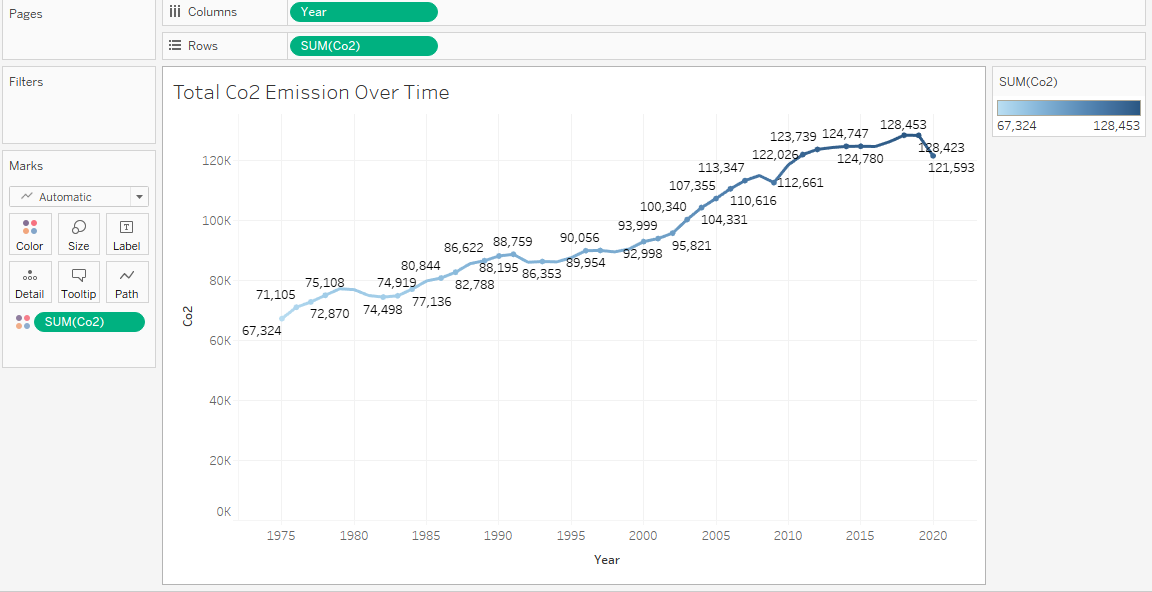 Pages
Columns
Year
Rows
SUM(Co2)
Filters
Marks
Automatic
Color
Size
Label
Detail
Tooltip
Path
SUM(Co2)
Total Co2 Emission Over Time
Co2
120K
100K
80K
60K
40K
20K
0K
67,324
71,105
72,870
75,108
74,498
74,919
77,136
80,844
82,788
86,622
88,195
88,759
86,353
90,056
89,954
92,998
93,999
95,821
100,340
104,331
107,355
110,616
113,347
112,661
122,026
123,739
124,747
124,780
128,453
128,423
121,593
1975
1980
1985
1990
1995
2000
2005
2010
2015
2020
Year
SUM(Co2)
67,324
128,453